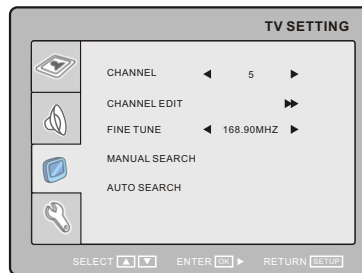 TV SETTING
CHANNEL ◀ 5 ▶
CHANNEL EDIT ▶▶
FINE TUNE ◀ 168.90MHZ ▶
MANUAL SEARCH
AUTO SEARCH
SELECT ▲ ▼ ENTER OK ▶ RETURN SETUP